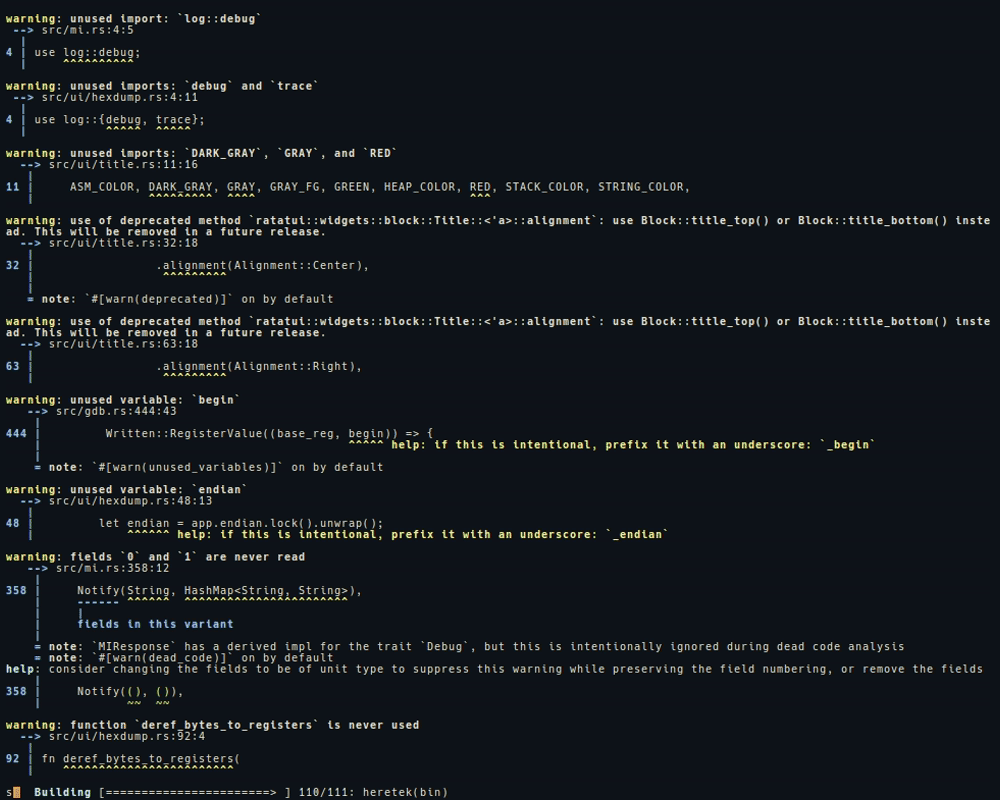 warning: unused import: `log::debug`
 --> src/mi.rs:4:5
  |
4 | use log::debug;
  |     ^^^^^^^^^^

warning: unused imports: `debug` and `trace`
 --> src/ui/hexdump.rs:4:11
  |
4 | use log::{debug, trace};
  |           ^^^^^  ^^^^^

warning: unused imports: `DARK_GRAY`, `GRAY`, and `RED`
  --> src/ui/title.rs:11:16
   |
11 |     ASM_COLOR, DARK_GRAY, GRAY, GRAY_FG, GREEN, HEAP_COLOR, RED, STACK_COLOR, STRING_COLOR,
   |                ^^^^^^^^^  ^^^^                              ^^^

warning: use of deprecated method `ratatui::widgets::block::Title::<'a>::alignment`: use Block::title_top() or Block::title_bottom() inste
ad. This will be removed in a future release.
  --> src/ui/title.rs:32:18
   |
32 |                 .alignment(Alignment::Center),
   |                  ^^^^^^^^^
   |
   = note: `#[warn(deprecated)]` on by default

warning: use of deprecated method `ratatui::widgets::block::Title::<'a>::alignment`: use Block::title_top() or Block::title_bottom() inste
ad. This will be removed in a future release.
  --> src/ui/title.rs:63:18
   |
63 |                 .alignment(Alignment::Right),
   |                  ^^^^^^^^^

warning: unused variable: `begin`
   --> src/gdb.rs:444:43
    |
444 |         Written::RegisterValue((base_reg, begin)) => {
    |                                           ^^^^^ help: if this is intentional, prefix it with an underscore: `_begin`
    |
    = note: `#[warn(unused_variables)]` on by default

warning: unused variable: `endian`
  --> src/ui/hexdump.rs:48:13
   |
48 |         let endian = app.endian.lock().unwrap();
   |             ^^^^^^ help: if this is intentional, prefix it with an underscore: `_endian`

warning: fields `0` and `1` are never read
   --> src/mi.rs:358:12
    |
358 |     Notify(String, HashMap<String, String>),
    |     ------ ^^^^^^  ^^^^^^^^^^^^^^^^^^^^^^^
    |     |
    |     fields in this variant
    |
    = note: `MIResponse` has a derived impl for the trait `Debug`, but this is intentionally ignored during dead code analysis
    = note: `#[warn(dead_code)]` on by default
help: consider changing the fields to be of unit type to suppress this warning while preserving the field numbering, or remove the fields
    |
358 |     Notify((), ()),
    |            ~~  ~~

warning: function `deref_bytes_to_registers` is never used
  --> src/ui/hexdump.rs:92:4
   |
92 | fn deref_bytes_to_registers(
   |    ^^^^^^^^^^^^^^^^^^^^^^^^

s   Building [=======================> ] 110/111: heretek(bin)